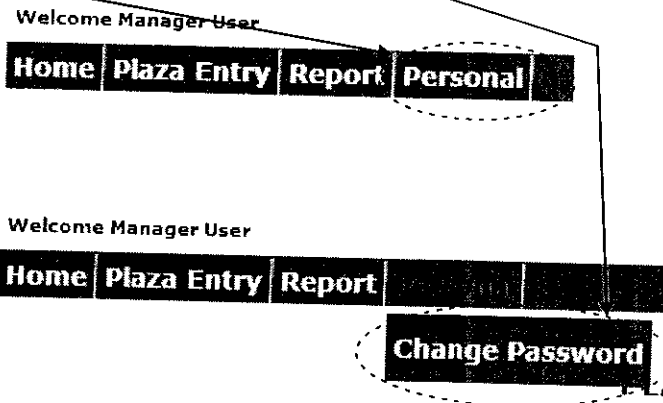 Welcome Manager User
Home Plaza Entry Report Personal
Welcome Manager User
Home Plaza Entry Report
Change Password